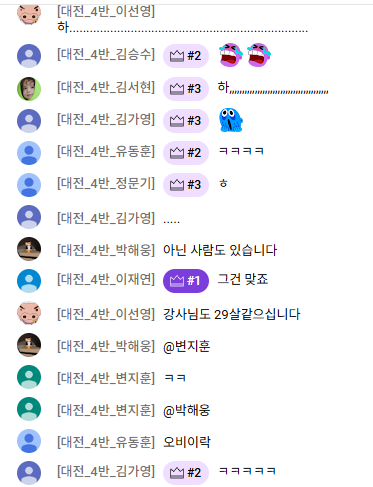 [대전_4반_이선영]
하........................................................................
[대전_4반_김승수] #2
[대전_4반_김서현] #3 하,,,,,,,,,,,,,,,,,,,,,,,,,,,,,,,,,,,
[대전_4반_김가영] #3
[대전_4반_유동훈] #2 ㅋㅋㅋㅋ
[대전_4반_정문기] #3 ㅎ
[대전_4반_김가영] .....
[대전_4반_박해웅] 아닌 사람도 있습니다
[대전_4반_이재연] #1 그건 맞죠
[대전_4반_이선영] 강사님도 29살같으십니다
[대전_4반_박해웅] @변지훈
[대전_4반_변지훈] ㅋㅋ
[대전_4반_변지훈] @박해웅
[대전_4반_유동훈] 오비이락
[대전_4반_김가영] #2 ㅋㅋㅋㅋㅋ